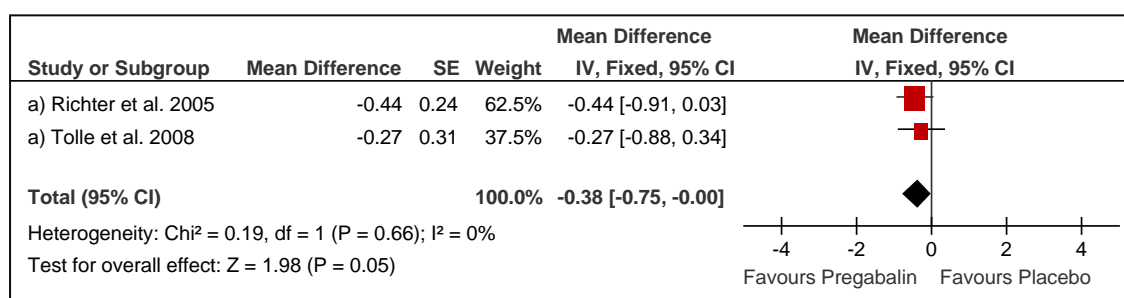 Mean Difference Mean Difference
Study or Subgroup Mean Difference SE Weight IV, Fixed, 95% CI IV, Fixed, 95% CI
a) Richter et al. 2005 -0.44 0.24 62.5% -0.44 [-0.91, 0.03]
a) Tolle et al. 2008 -0.27 0.31 37.5% -0.27 [-0.88, 0.34]
Total (95% CI) 100.0% -0.38 [-0.75, -0.00]
Heterogeneity: Chi² = 0.19, df = 1 (P = 0.66); I² = 0%
Test for overall effect: Z = 1.98 (P = 0.05)
-4 -2 0 2 4
Favours Pregabalin Favours Placebo